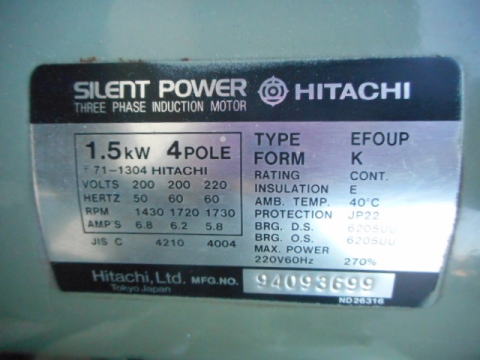 SILENT POWER HITACHI
THREE PHASE INDUCTION MOTOR
1.5kW 4POLE
71-1304 HITACHI
VOLTS 200 200 220
HERTZ 50 60 60
RPM 1430 1720 1730
AMP'S 6.8 6.2 5.8
JIS C 4210 4004
TYPE EFOUP
FORM K
RATING CONT.
INSULATION E
AMB. TEMP. 40°C
PROTECTION JP22
BRG. D.S. 6205UU
BRG. O.S. 6205UU
MAX. POWER
220V60Hz 270%
Hitachi, Ltd. MFG.NO. 94093699
Tokyo Japan
ND26316